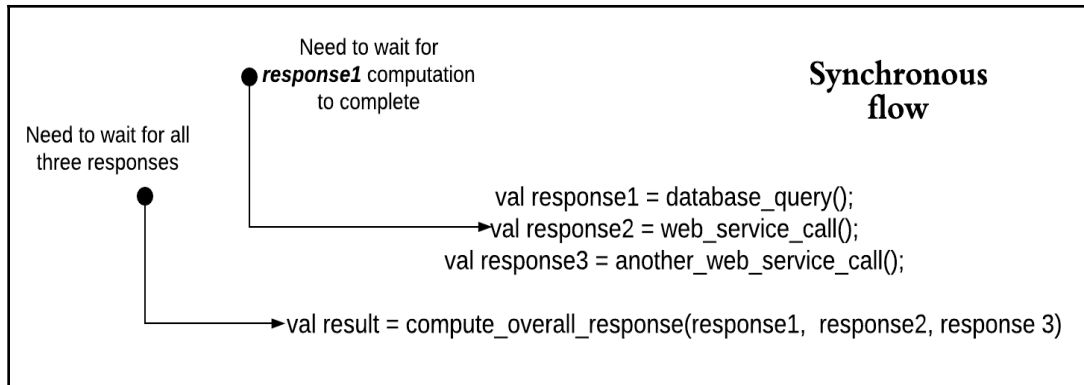 Need to wait for
response1 computation
to complete
Synchronous
flow
Need to wait for all
three responses
val response1 = database_query();
val response2 = web_service_call();
val response3 = another_web_service_call();
val result = compute_overall_response(response1, response2, response 3)